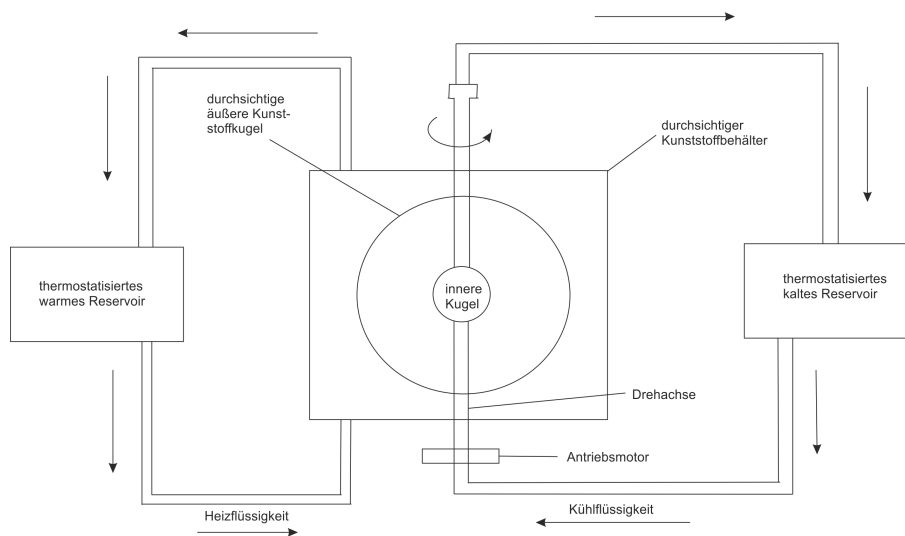 durchsichtige
äußere Kunst-
stoffkugel
durchsichtiger
Kunststoffbehälter
thermostatisiertes
warmes Reservoir
innere
Kugel
thermostatisiertes
kaltes Reservoir
Drehachse
Antriebsmotor
Heizflüssigkeit
Kühlflüssigkeit